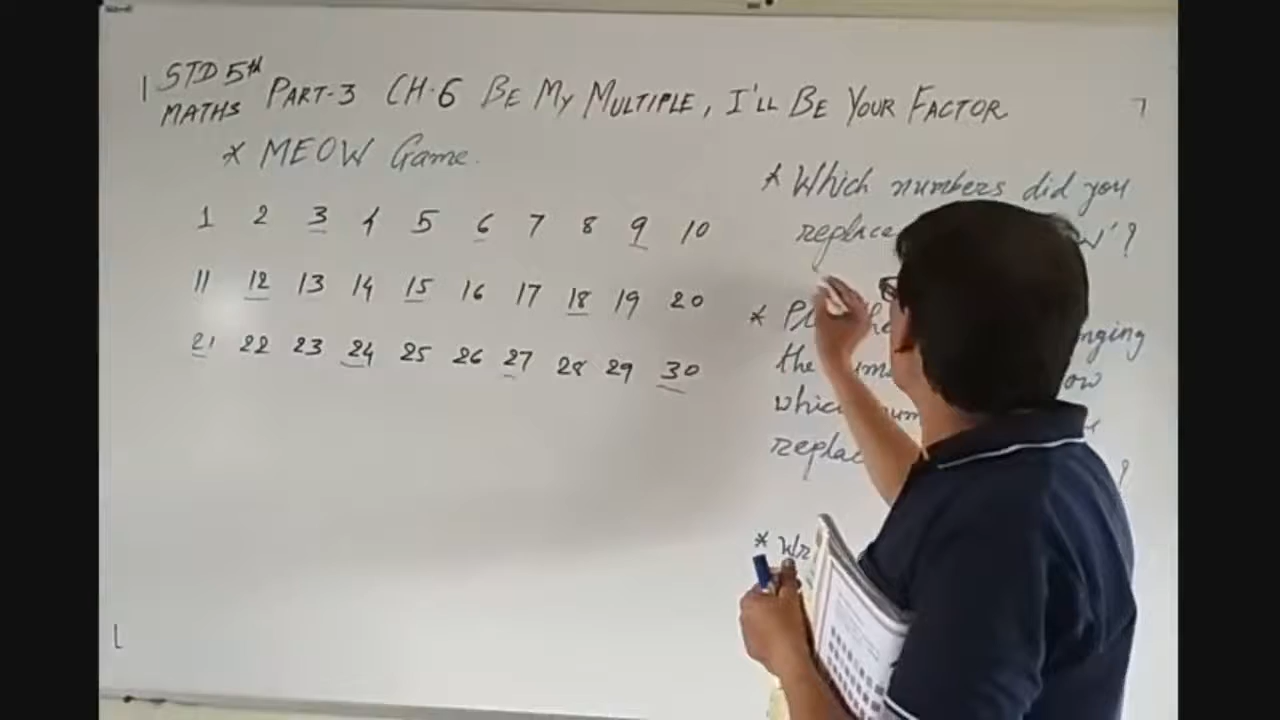 STD 5th
MATHS
PART-3 CH-6 BE MY MULTIPLE, I'LL BE YOUR FACTOR
* MEOW Game.
1 2 3 4 5 6 7 8 9 10
11 12 13 14 15 16 17 18 19 20
21 22 23 24 25 26 27 28 29 30
* Which numbers did you
replace
*
the
which
* Wr